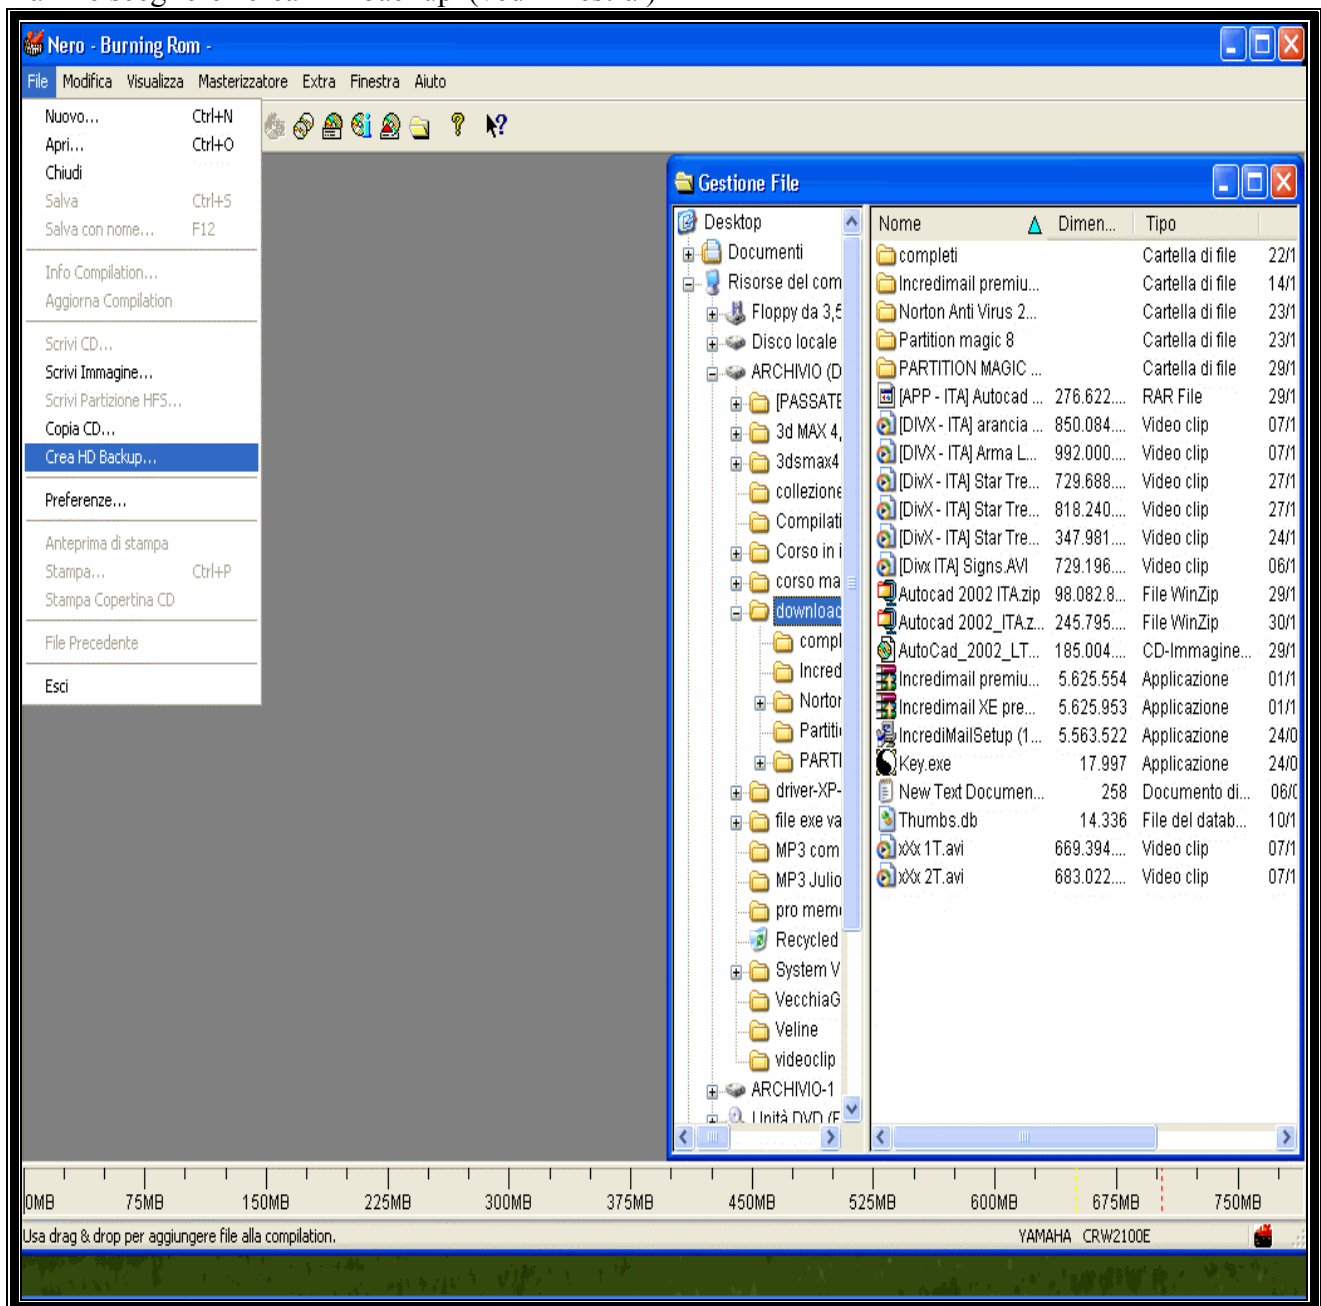 Nero - Burning Rom -
File Modifica Visualizza Masterizzatore Extra Finestra Aiuto
Nuovo... Ctrl+N
Apri... Ctrl+O
Chiudi
Salva Ctrl+S
Salva con nome... F12
Info Compilation...
Aggiorna Compilation
Scrivi CD...
Scrivi Immagine...
Scrivi Partizione HFS...
Copia CD...
Crea HD Backup...
Preferenze...
Anteprima di stampa
Stampa... Ctrl+P
Stampa Copertina CD
File Precedente
Esci
Gestione File
Desktop
Documenti
Risorse del com
Floppy da 3,5
Disco locale
ARCHIVIO (D
[PASSATE
3d MAX 4,
3dsmax4
collezione
Compilati
Corso in i
corso ma
downloac
compl
Incred
Norton
Partiti
PARTI
driver-XP-
file exe va
MP3 com
MP3 Julio
pro memo
Recycled
System V
VecchiaG
Veline
videoclip
ARCHIVIO-1
Unità DVD (F
Nome Dimen... Tipo
completi Cartella di file 22/1
Incredimail premiu... Cartella di file 14/1
Norton Anti Virus 2... Cartella di file 23/1
Partition magic 8 Cartella di file 23/1
PARTITION MAGIC ... Cartella di file 29/1
[APP - ITA] Autocad ... 276.622.... RAR File 29/1
[DIVX - ITA] arancia ... 850.084.... Video clip 07/1
[DIVX - ITA] Arma L... 992.000.... Video clip 07/1
[DivX - ITA] Star Tre... 729.688.... Video clip 27/1
[DivX - ITA] Star Tre... 818.240.... Video clip 27/1
[DivX - ITA] Star Tre... 347.981.... Video clip 24/1
[Divx ITA] Signs.AVI 729.196.... Video clip 06/1
Autocad 2002 ITA.zip 98.082.8... File WinZip 29/1
Autocad 2002_ITA.z... 245.795.... File WinZip 30/1
AutoCad_2002_LT... 185.004.... CD-Immagine... 29/1
Incredimail premiu... 5.625.554 Applicazione 01/1
Incredimail XE pre... 5.625.953 Applicazione 01/1
IncrediMailSetup (1... 5.563.522 Applicazione 24/0
Key.exe 17.997 Applicazione 24/0
New Text Documen... 258 Documento di... 06/0
Thumbs.db 14.336 File del datab... 10/1
xXx 1T.avi 669.394.... Video clip 07/1
xXx 2T.avi 683.022.... Video clip 07/1
0MB 75MB 150MB 225MB 300MB 375MB 450MB 525MB 600MB 675MB 750MB
Usa drag & drop per aggiungere file alla compilation. YAMAHA CRW2100E